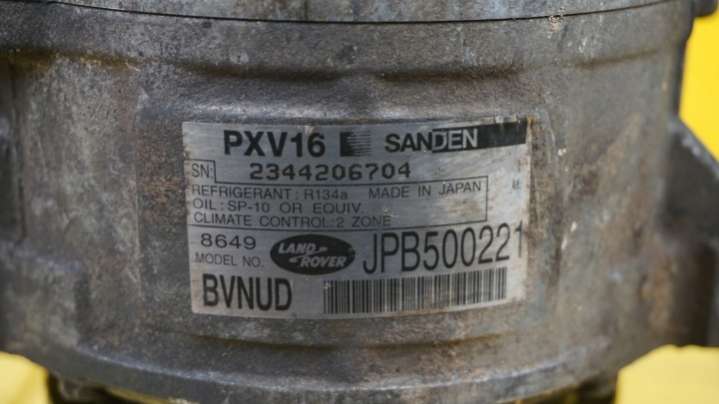 PXV16 SANDEN
SN: 2344206704
REFRIGERANT: R134a MADE IN JAPAN
OIL: SP-10 OR EQUIV
CLIMATE CONTROL: 2 ZONE
8649
MODEL NO. LAND ROVER JPB500221
BVNUD